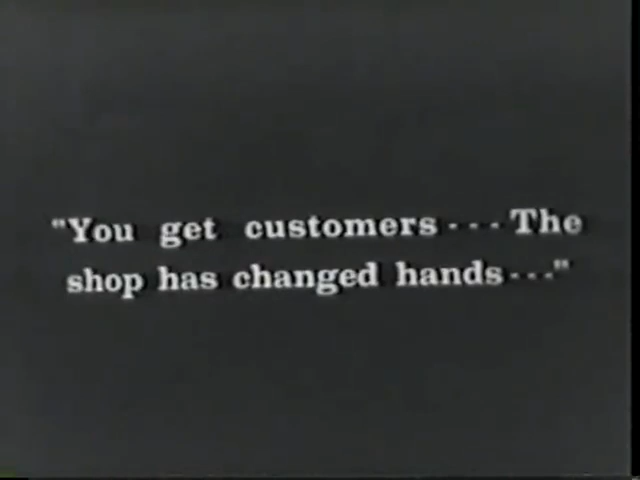 "You get customers - - - The
shop has changed hands - - -"